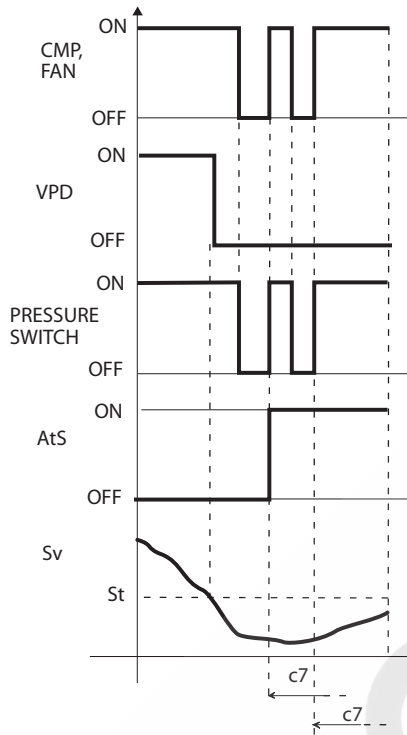 ON
CMP,
FAN
OFF
ON
VPD
OFF
ON
PRESSURE
SWITCH
OFF
ON
AtS
OFF
Sv
St
c7
c7